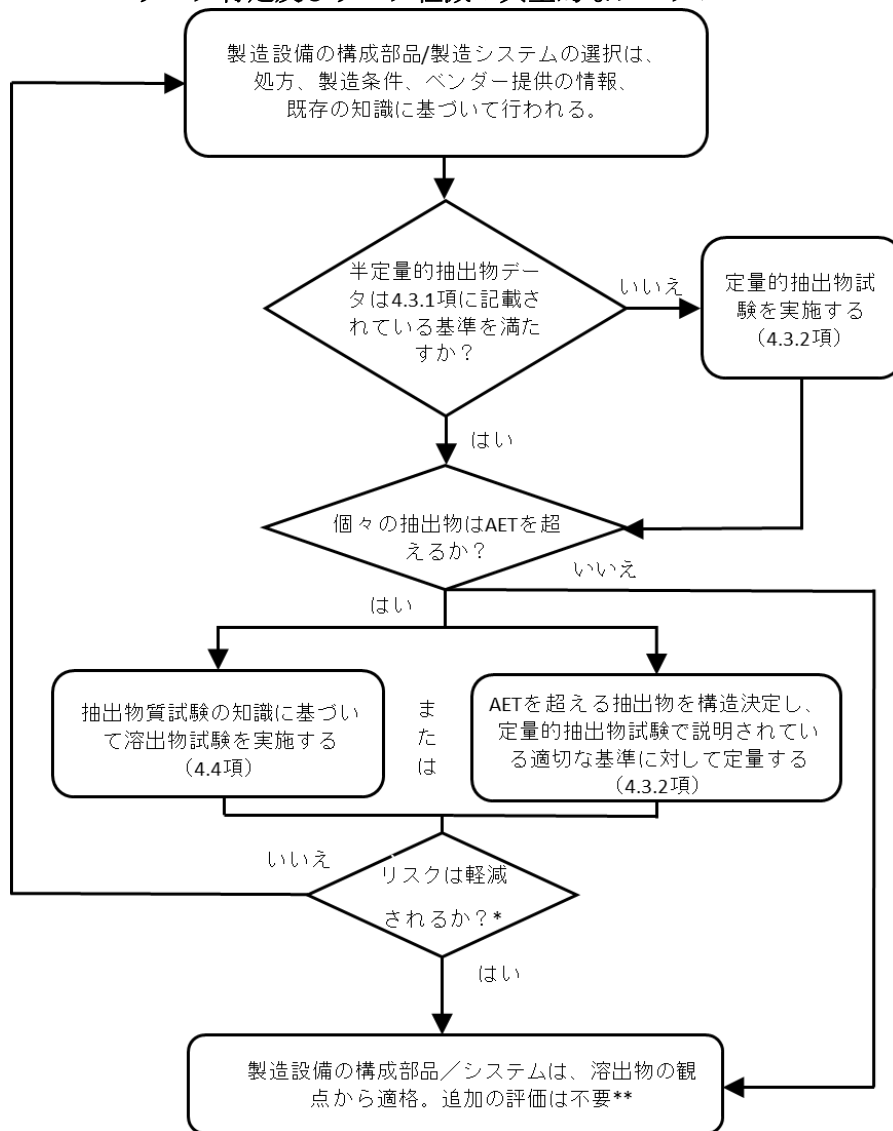 製造設備の構成部品/製造システムの選択は、
処方、製造条件、ベンダー提供の情報、
既存の知識に基づいて行われる。
半定量的抽出物デー
タは4.3.1項に記載さ
れている基準を満た
すか？
いいえ
定量的抽出物試
験を実施する
（4.3.2項）
はい
個々の抽出物はAETを超
えるか？
いいえ
はい
抽出物質試験の知識に基づい
て溶出物試験を実施する
(4.4項)
ま
た
は
AETを超える抽出物を構造決定し、
定量的抽出物試験で説明されてい
る適切な基準に対して定量する
（4.3.2項）
いいえ
リスクは軽減
されるか？*
はい
製造設備の構成部品／システムは、溶出物の観
点から適格。追加の評価は不要**